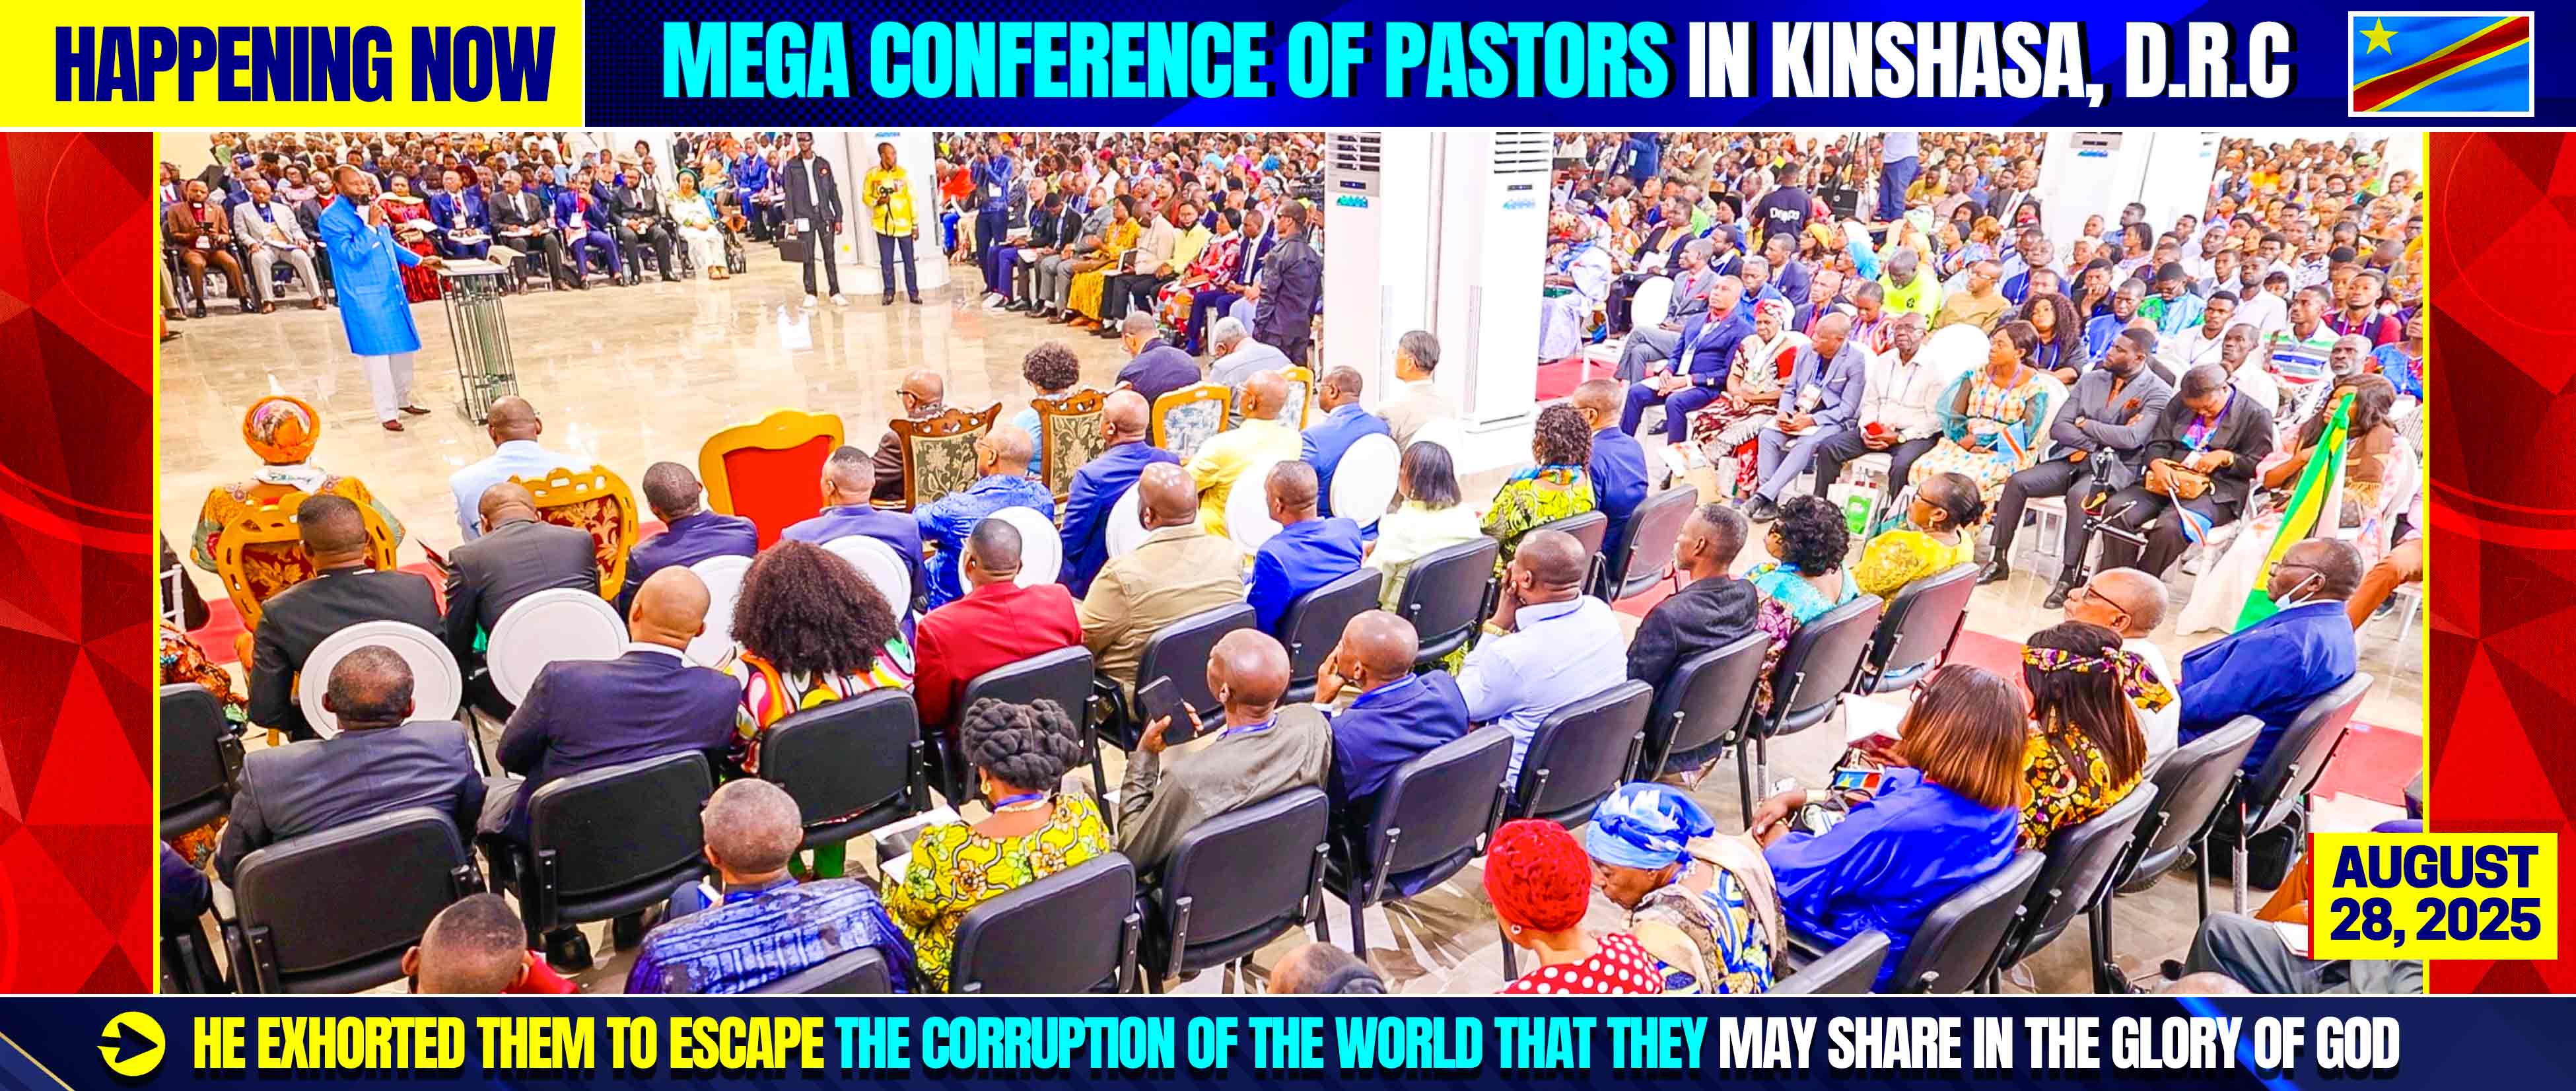 HAPPENING NOW
MEGA CONFERENCE OF PASTORS IN KINSHASA, D.R.C
AUGUST
28, 2025
HE EXHORTED THEM TO ESCAPE THE CORRUPTION OF THE WORLD THAT THEY MAY SHARE IN THE GLORY OF GOD